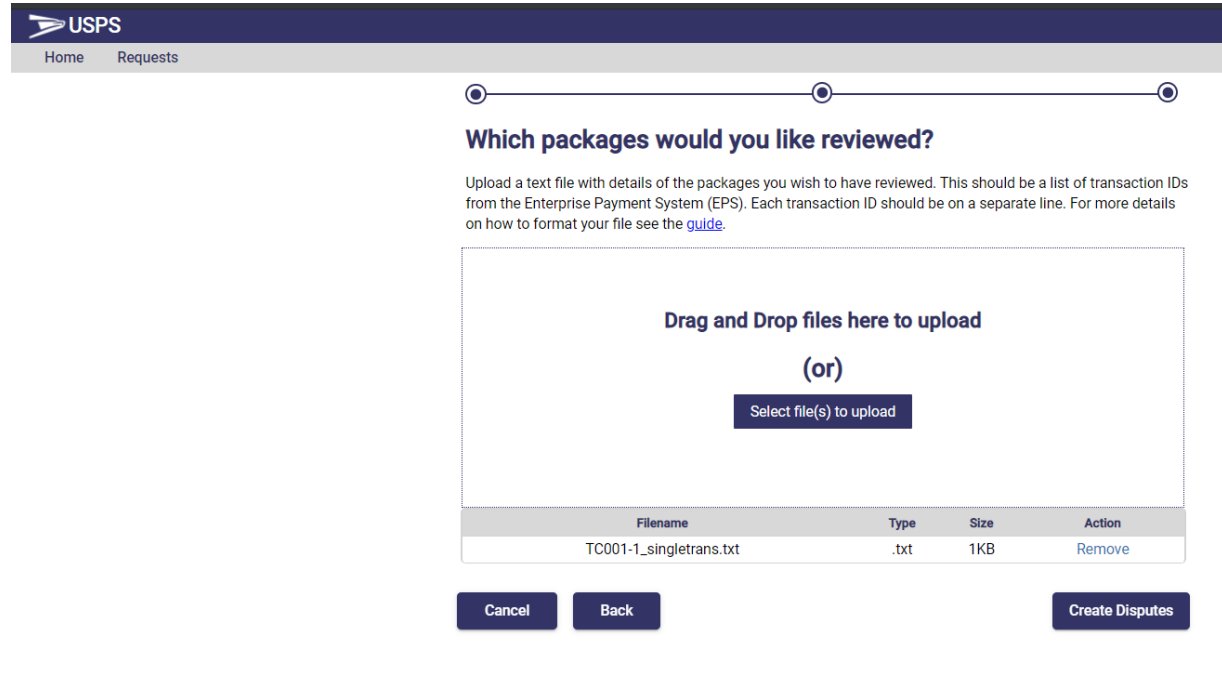 USPS
Home Requests
Which packages would you like reviewed?
Upload a text file with details of the packages you wish to have reviewed. This should be a list of transaction IDs
from the Enterprise Payment System (EPS). Each transaction ID should be on a separate line. For more details
on how to format your file see the guide.
Drag and Drop files here to upload
(or)
Select file(s) to upload
Filename Type Size Action
TC001-1_singletrans.txt .txt 1KB Remove
Cancel Back Create Disputes